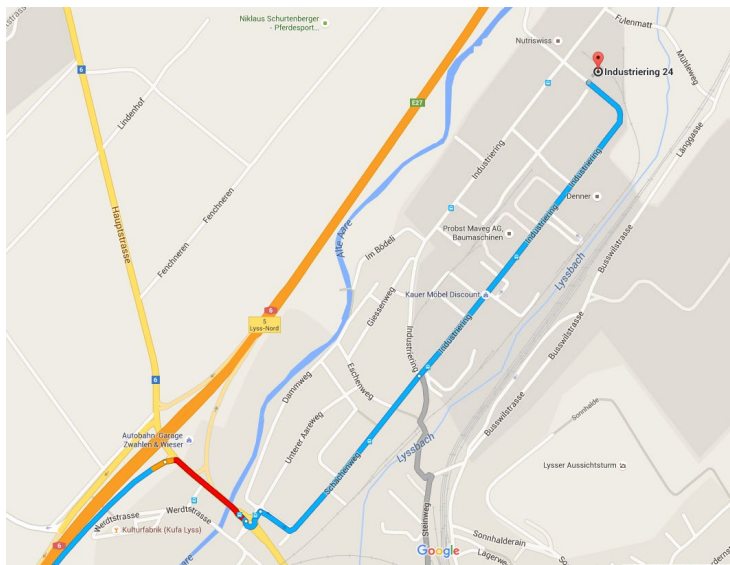 Niklaus Schurtenberger
- Pferdesport...
Fulenmatt
Nutriswiss
Industriering 24
Mühleweg
6
Lindenhof
E27
Länggasse
Industriering
Industriering
Hauptstrasse
Fenchneren
Denner
Alte Aare
Probst Maveg AG,
Baumaschinen
Industriering
Busswilstrasse
Im Bödeli
Lyssbach
Fenchneren
Giessenweg
Kauer Möbel Discount
6
5
Lyss-Nord
Industriering
Industriering
Busswilstrasse
Eschenweg
6
Dammweg
Busswilstrasse
Sonnhalde
Unterer Aareweg
Autobahn-Garage
Zwahlen & Wieser
Lyssbach
Schachenweg
Lysser Aussichtsturm
Werdtstrasse
Werdtstrasse
Kulturfabrik (Kufa Lyss)
Steinweg
Sonnhalderain
6
Google
Lagerweg
Aare